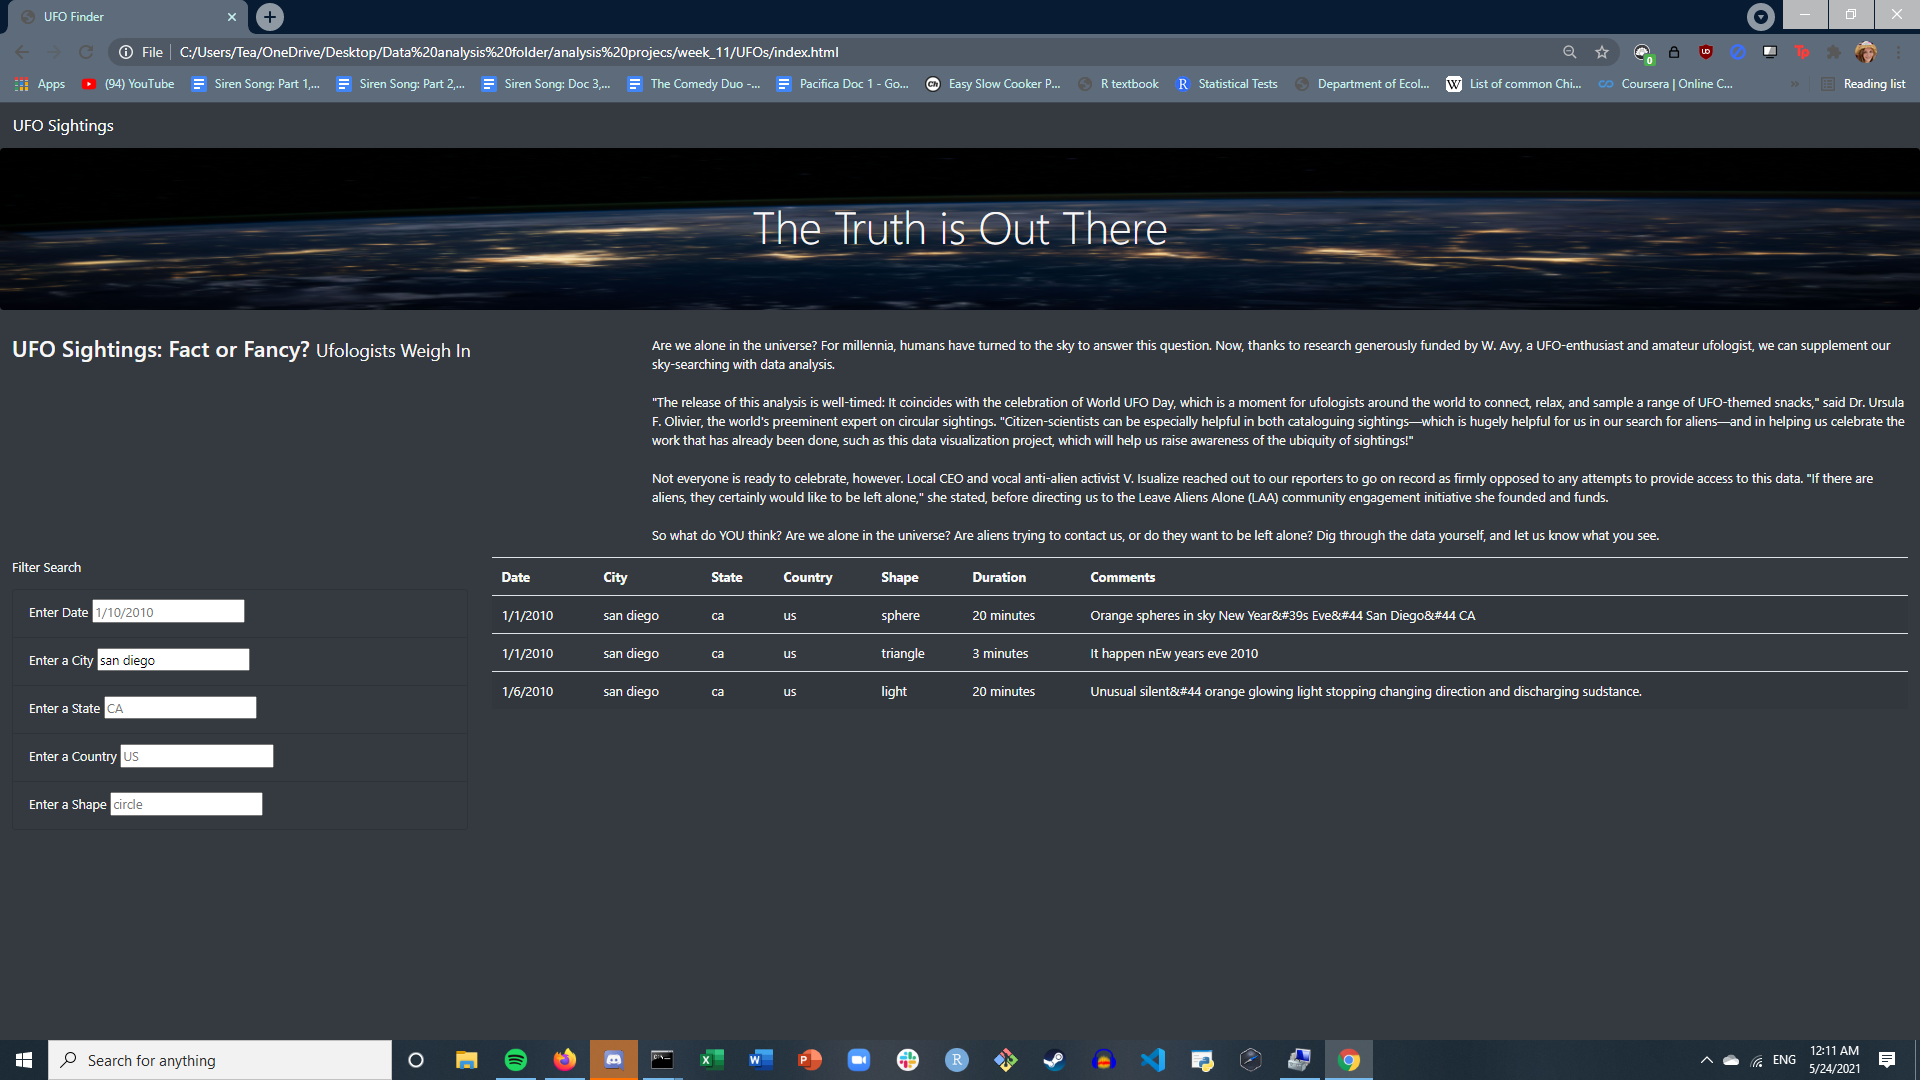 UFO Finder
File
C:/Users/Tea/OneDrive/Desktop/Data%20analysis%20folder/analysis%20projecs/week_11/UFOs/index.html
0
UD
Tp
Apps
(94) YouTube
Siren Song: Part 1,...
Siren Song: Part 2,...
Siren Song: Doc 3,...
The Comedy Duo -...
Pacifica Doc 1 - Go...
Ch
Easy Slow Cooker P...
R textbook
R
Statistical Tests
Department of Ecol...
W
List of common Chi...
Coursera | Online C...
»
Reading list
UFO Sightings
The Truth is Out There
UFO Sightings: Fact or Fancy? Ufologists Weigh In
Are we alone in the universe? For millennia, humans have turned to the sky to answer this question. Now, thanks to research generously funded by W. Avy, a UFO-enthusiast and amateur ufologist, we can supplement our
sky-searching with data analysis.
"The release of this analysis is well-timed: It coincides with the celebration of World UFO Day, which is a moment for ufologists around the world to connect, relax, and sample a range of UFO-themed snacks," said Dr. Ursula
F. Olivier, the world's preeminent expert on circular sightings. "Citizen-scientists can be especially helpful in both cataloguing sightings—which is hugely helpful for us in our search for aliens—and in helping us celebrate the
work that has already been done, such as this data visualization project, which will help us raise awareness of the ubiquity of sightings!"
Not everyone is ready to celebrate, however. Local CEO and vocal anti-alien activist V. Isualize reached out to our reporters to go on record as firmly opposed to any attempts to provide access to this data. "If there are
aliens, they certainly would like to be left alone," she stated, before directing us to the Leave Aliens Alone (LAA) community engagement initiative she founded and funds.
So what do YOU think? Are we alone in the universe? Are aliens trying to contact us, or do they want to be left alone? Dig through the data yourself, and let us know what you see.
Filter Search
Enter Date 1/10/2010
Enter a City san diego
Enter a State CA
Enter a Country US
Enter a Shape circle
Date City State Country Shape Duration Comments
1/1/2010 san diego ca us sphere 20 minutes Orange spheres in sky New Year&#39s Eve&#44 San Diego&#44 CA
1/1/2010 san diego ca us triangle 3 minutes It happen nEw years eve 2010
1/6/2010 san diego ca us light 20 minutes Unusual silent&#44 orange glowing light stopping changing direction and discharging sudstance.
Search for anything
ENG
12:11 AM
5/24/2021